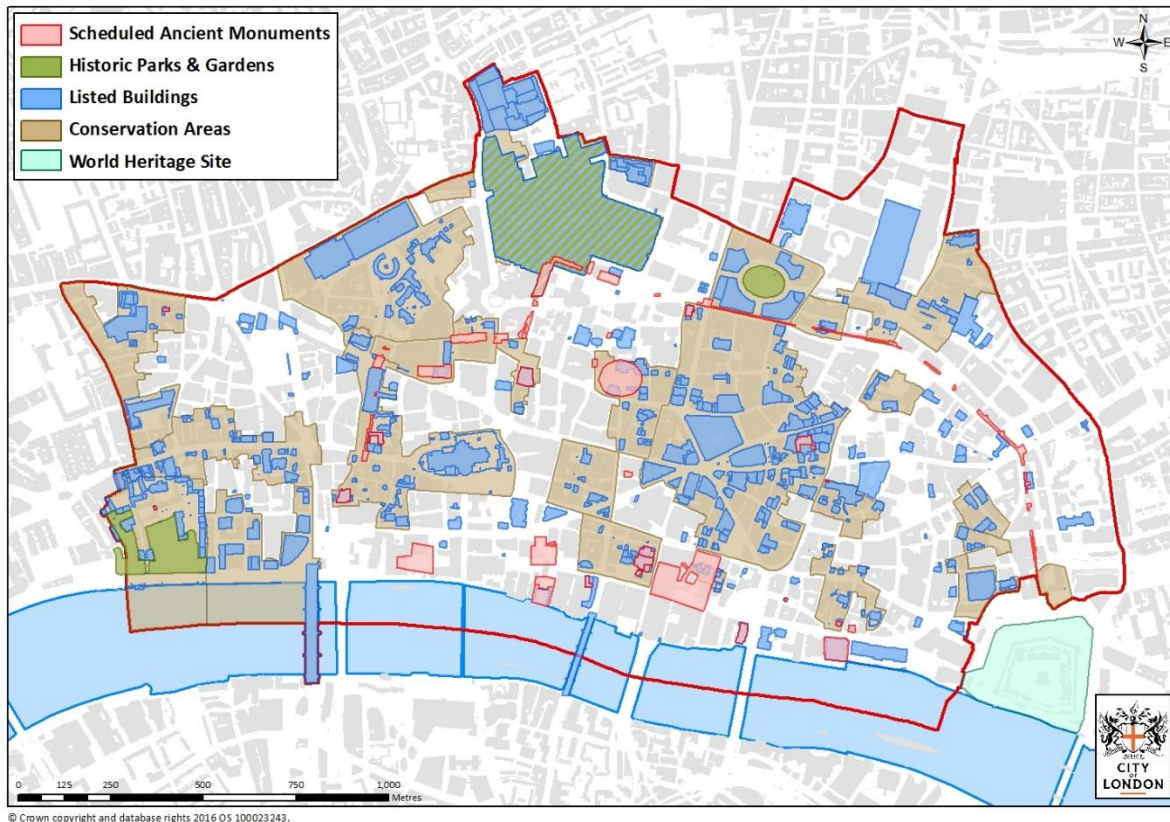 Scheduled Ancient Monuments
Historic Parks & Gardens
Listed Buildings
Conservation Areas
World Heritage Site
N
W E
S
0 125 250 500 750 1,000
Metres
CITY
OF
LONDON
© Crown copyright and database rights 2016 OS 100023243.